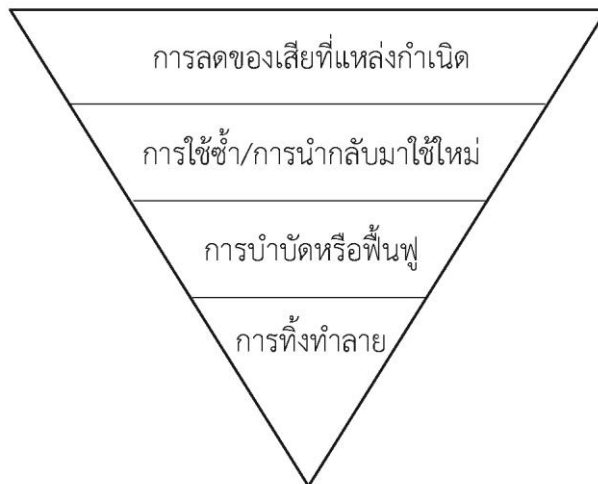 การลดของเสียที่แหล่งกำเนิด
การใช้ซ้ำ/การนำกลับมาใช้ใหม่
การบำบัดหรือฟื้นฟู
การทิ้งทำลาย